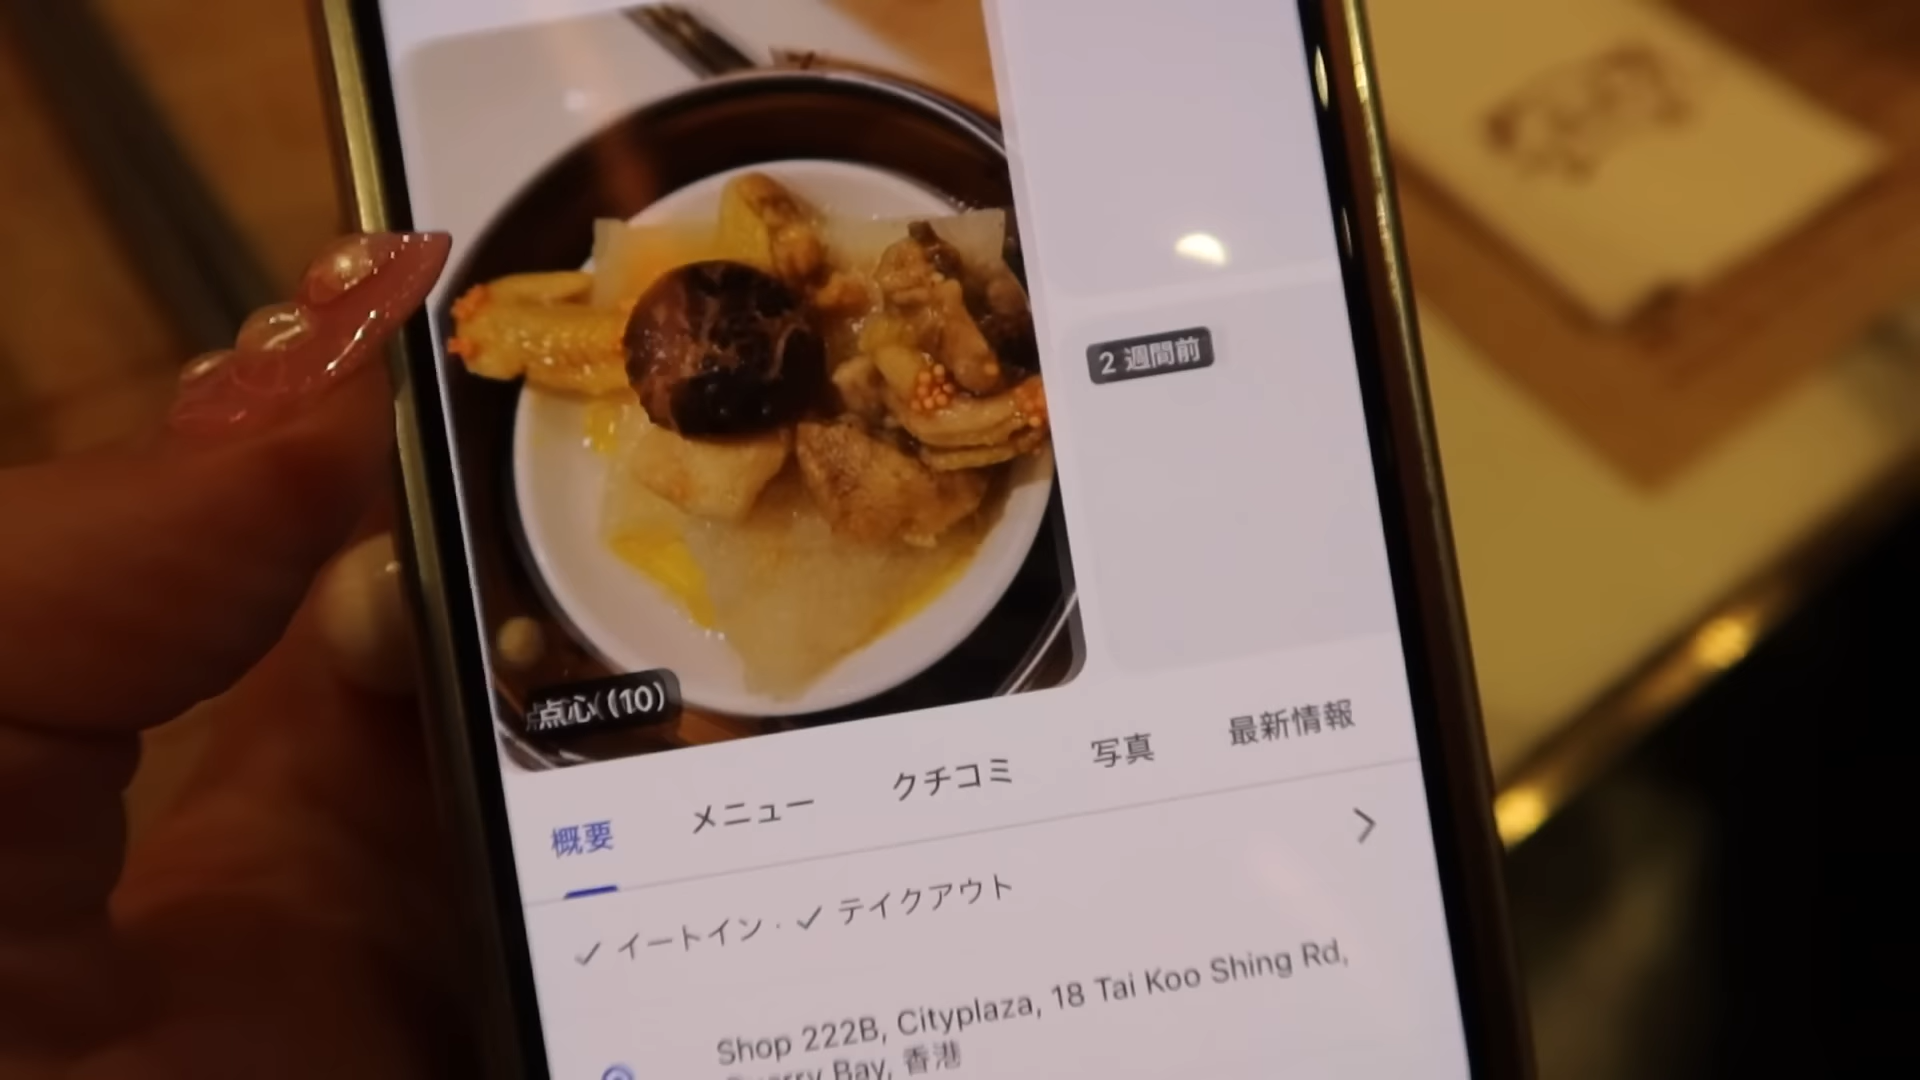 2 週間前
点心 (10)
概要 メニュー クチコミ 写真 最新情報
✓ イートイン · ✓ テイクアウト
Shop 222B, Cityplaza, 18 Tai Koo Shing Rd,
Quarry Bay, 香港